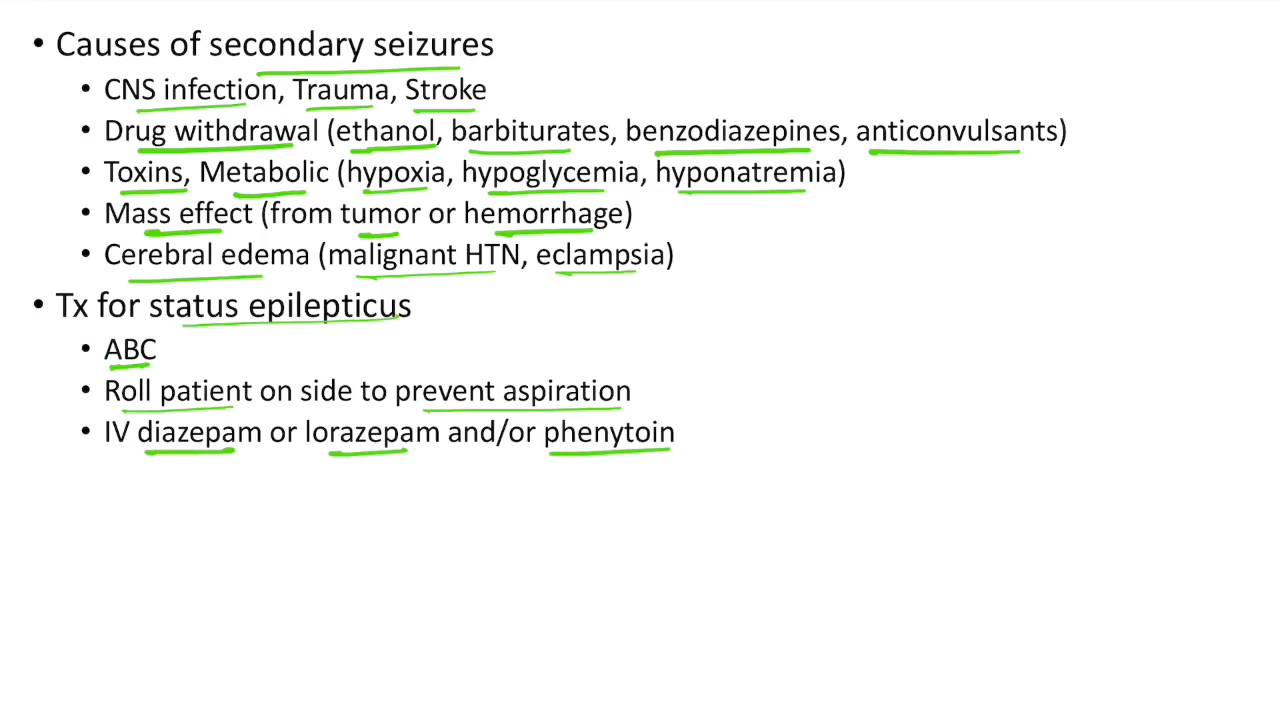 • Causes of secondary seizures
• CNS infection, Trauma, Stroke
• Drug withdrawal (ethanol, barbiturates, benzodiazepines, anticonvulsants)
• Toxins, Metabolic (hypoxia, hypoglycemia, hyponatremia)
• Mass effect (from tumor or hemorrhage)
• Cerebral edema (malignant HTN, eclampsia)
• Tx for status epilepticus
• ABC
• Roll patient on side to prevent aspiration
• IV diazepam or lorazepam and/or phenytoin